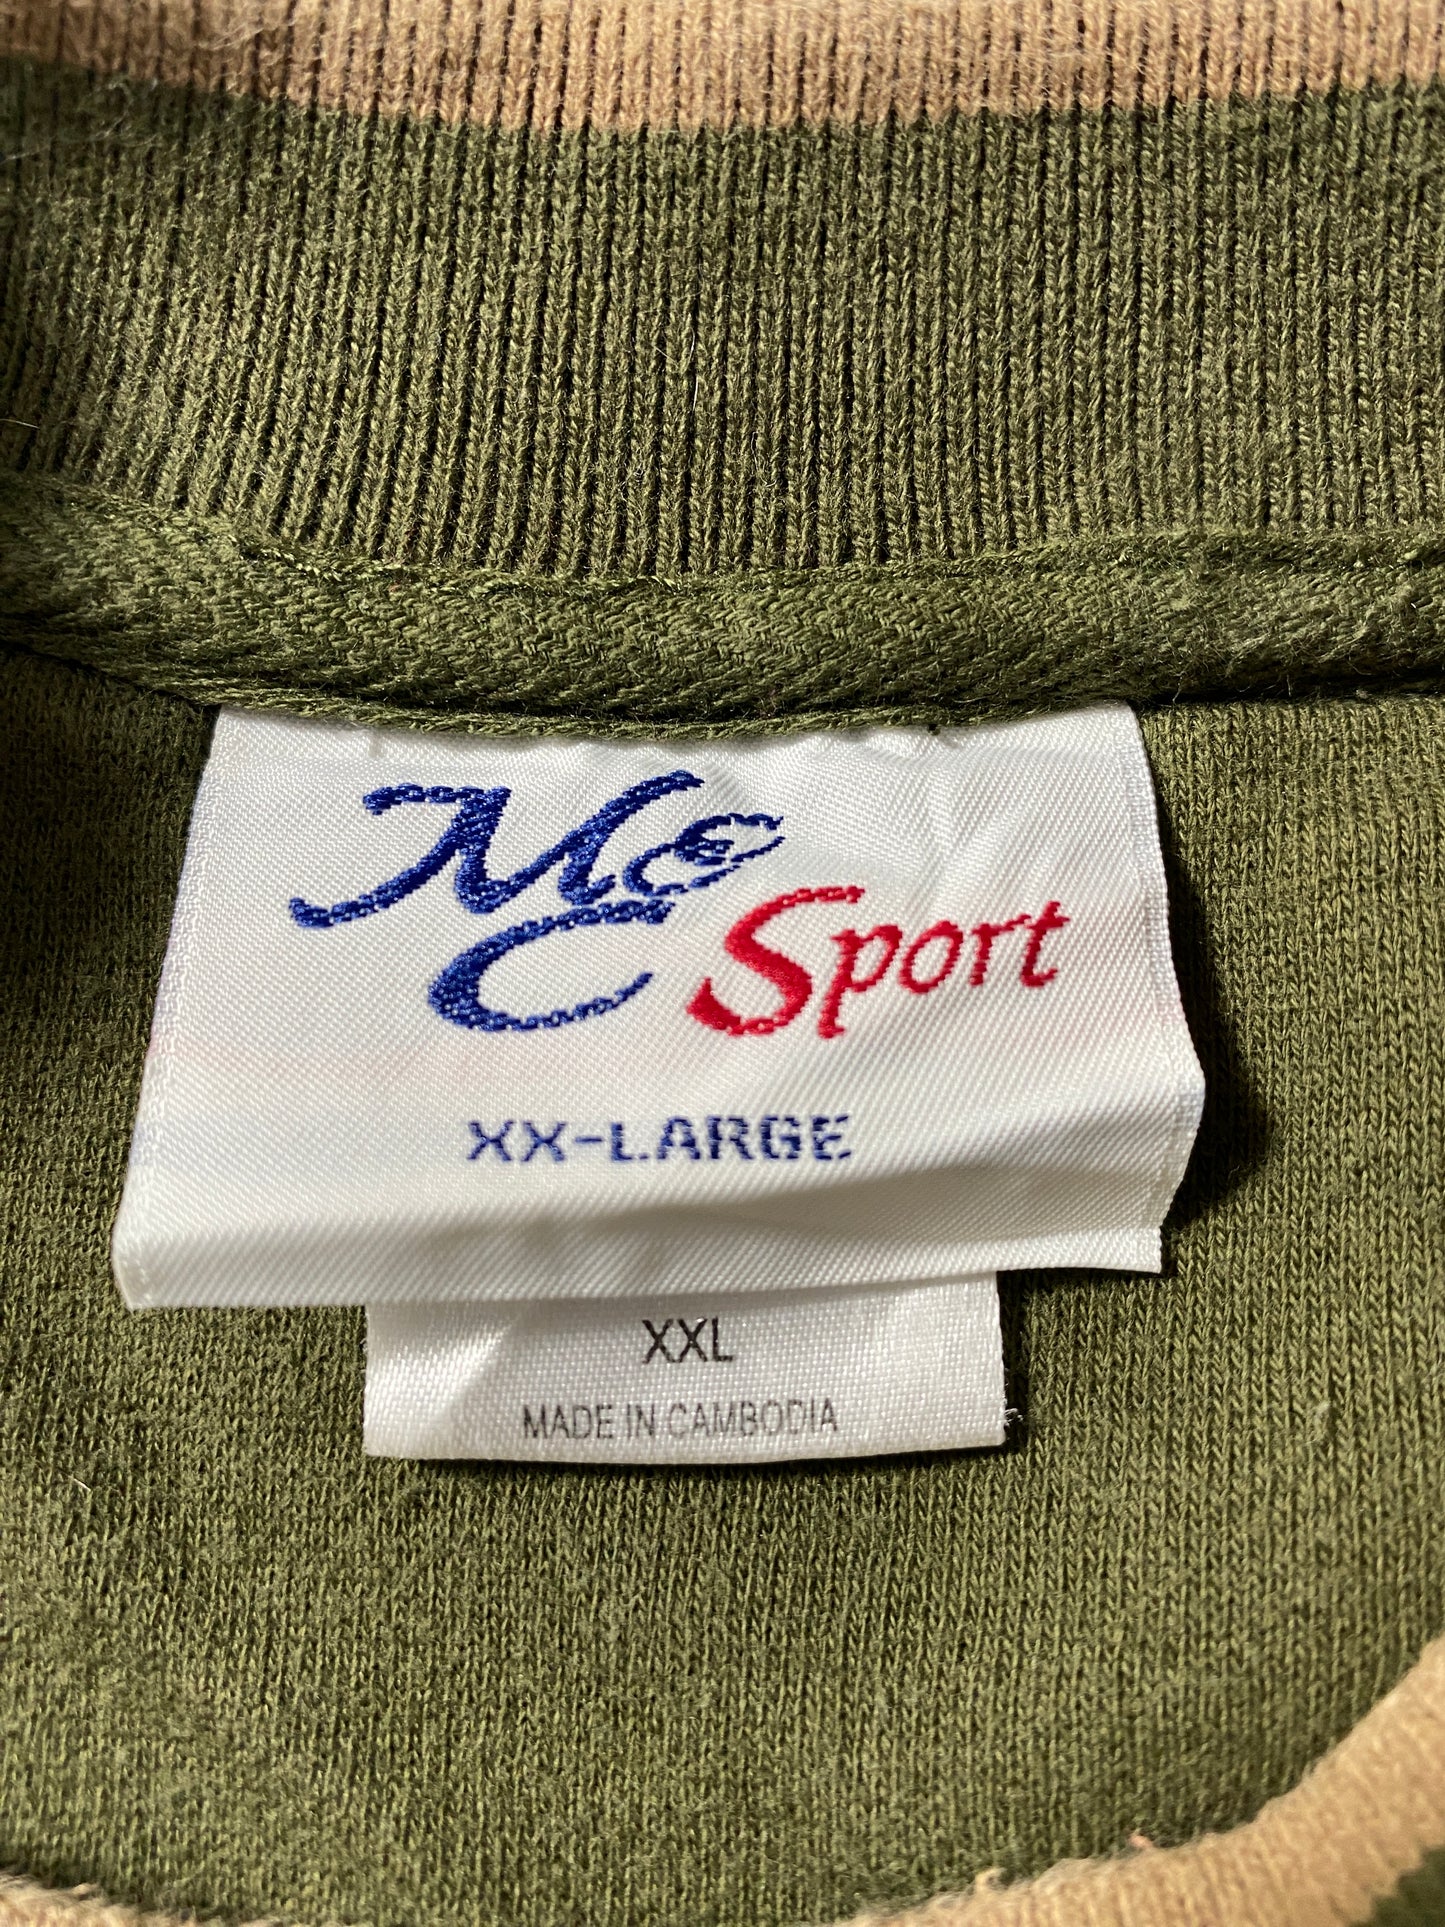 MC Sport
XX-LARGE
XXL
MADE IN CAMBODIA